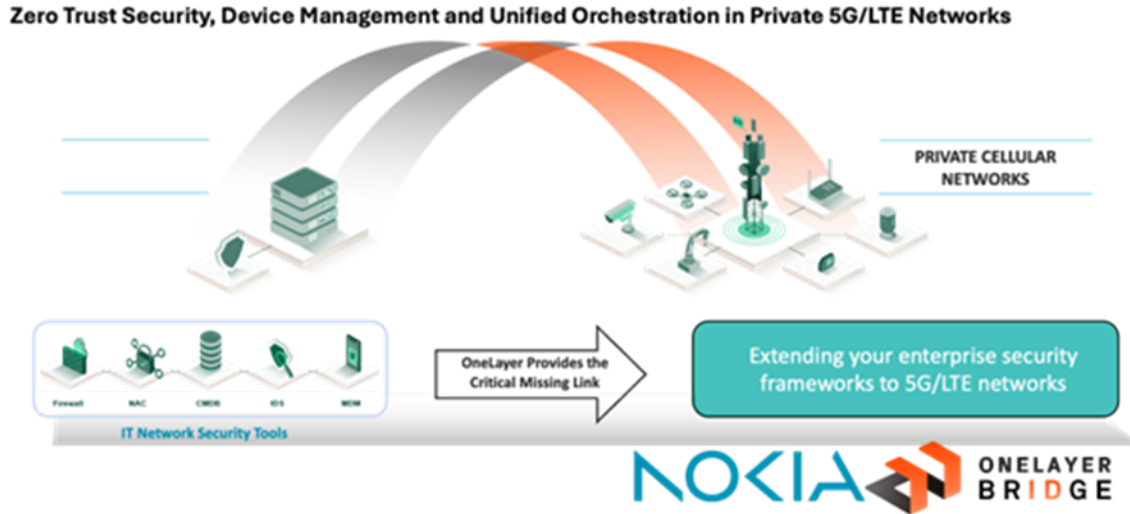 Zero Trust Security, Device Management and Unified Orchestration in Private 5G/LTE Networks
PRIVATE CELLULAR
NETWORKS
OneLayer Provides the
Critical Missing Link
Extending your enterprise security
frameworks to 5G/LTE networks
Firewall NAC CMDB IDS MDM
IT Network Security Tools
NOKIA
ONELAYER
BRIDGE